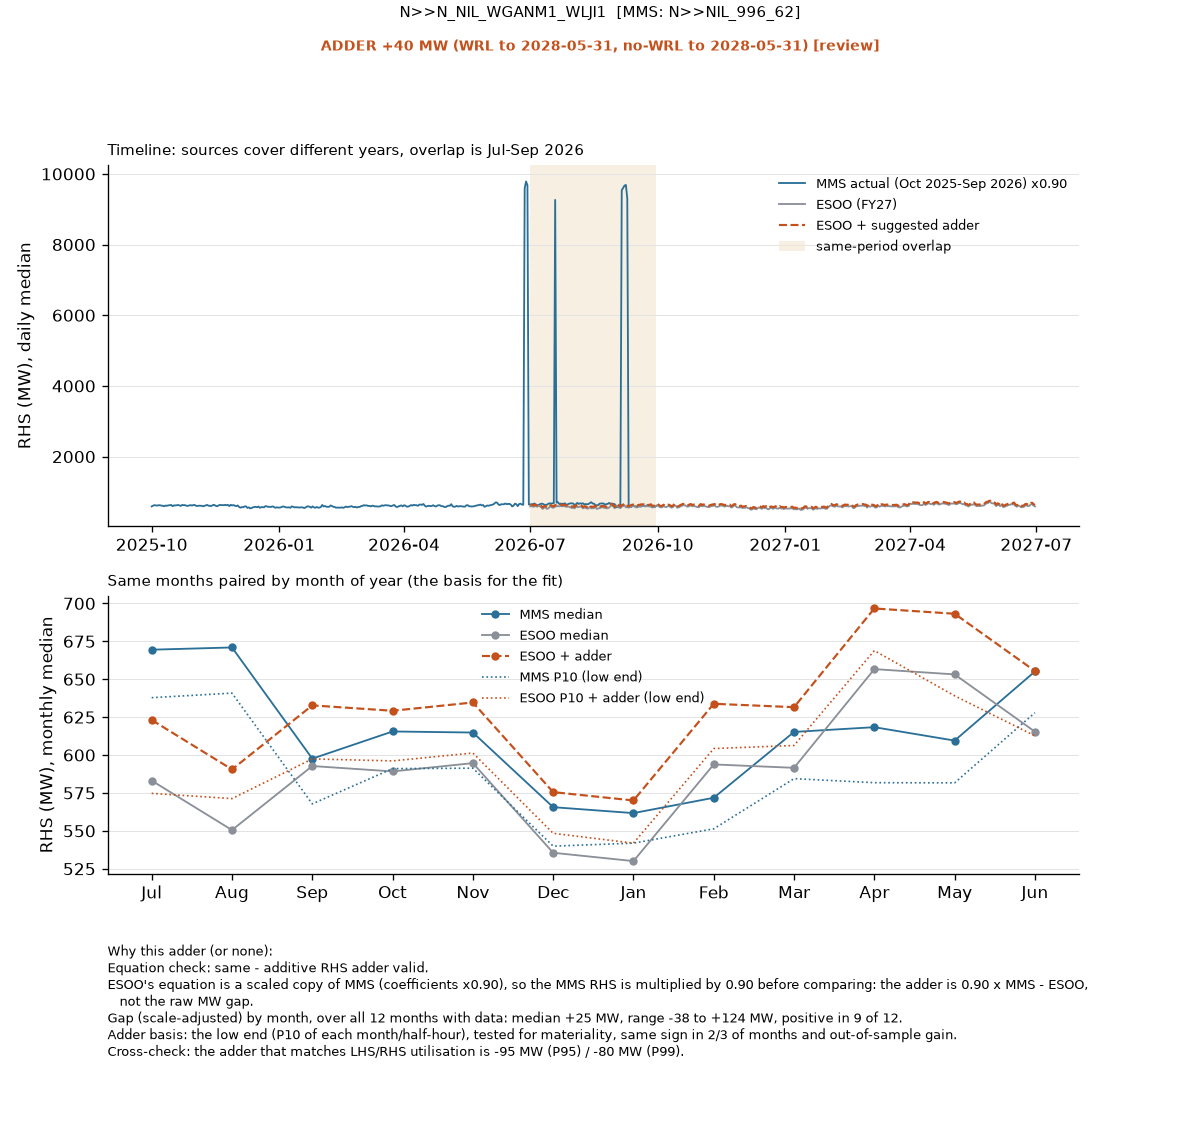 N>>N_NIL_WGANM1_WLJI1  [MMS: N>>NIL_996_62]
ADDER +40 MW (WRL to 2028-05-31, no-WRL to 2028-05-31) [review]
Timeline: sources cover different years, overlap is Jul-Sep 2026
RHS (MW), daily median
10000
8000
6000
4000
2000
MMS actual (Oct 2025-Sep 2026) x0.90
ESOO (FY27)
ESOO + suggested adder
same-period overlap
2025-10 2026-01 2026-04 2026-07 2026-10 2027-01 2027-04 2027-07
Same months paired by month of year (the basis for the fit)
RHS (MW), monthly median
700
675
650
625
600
575
550
525
MMS median
ESOO median
ESOO + adder
MMS P10 (low end)
ESOO P10 + adder (low end)
Jul Aug Sep Oct Nov Dec Jan Feb Mar Apr May Jun
Why this adder (or none):
Equation check: same - additive RHS adder valid.
ESOO's equation is a scaled copy of MMS (coefficients x0.90), so the MMS RHS is multiplied by 0.90 before comparing: the adder is 0.90 x MMS - ESOO,
not the raw MW gap.
Gap (scale-adjusted) by month, over all 12 months with data: median +25 MW, range -38 to +124 MW, positive in 9 of 12.
Adder basis: the low end (P10 of each month/half-hour), tested for materiality, same sign in 2/3 of months and out-of-sample gain.
Cross-check: the adder that matches LHS/RHS utilisation is -95 MW (P95) / -80 MW (P99).